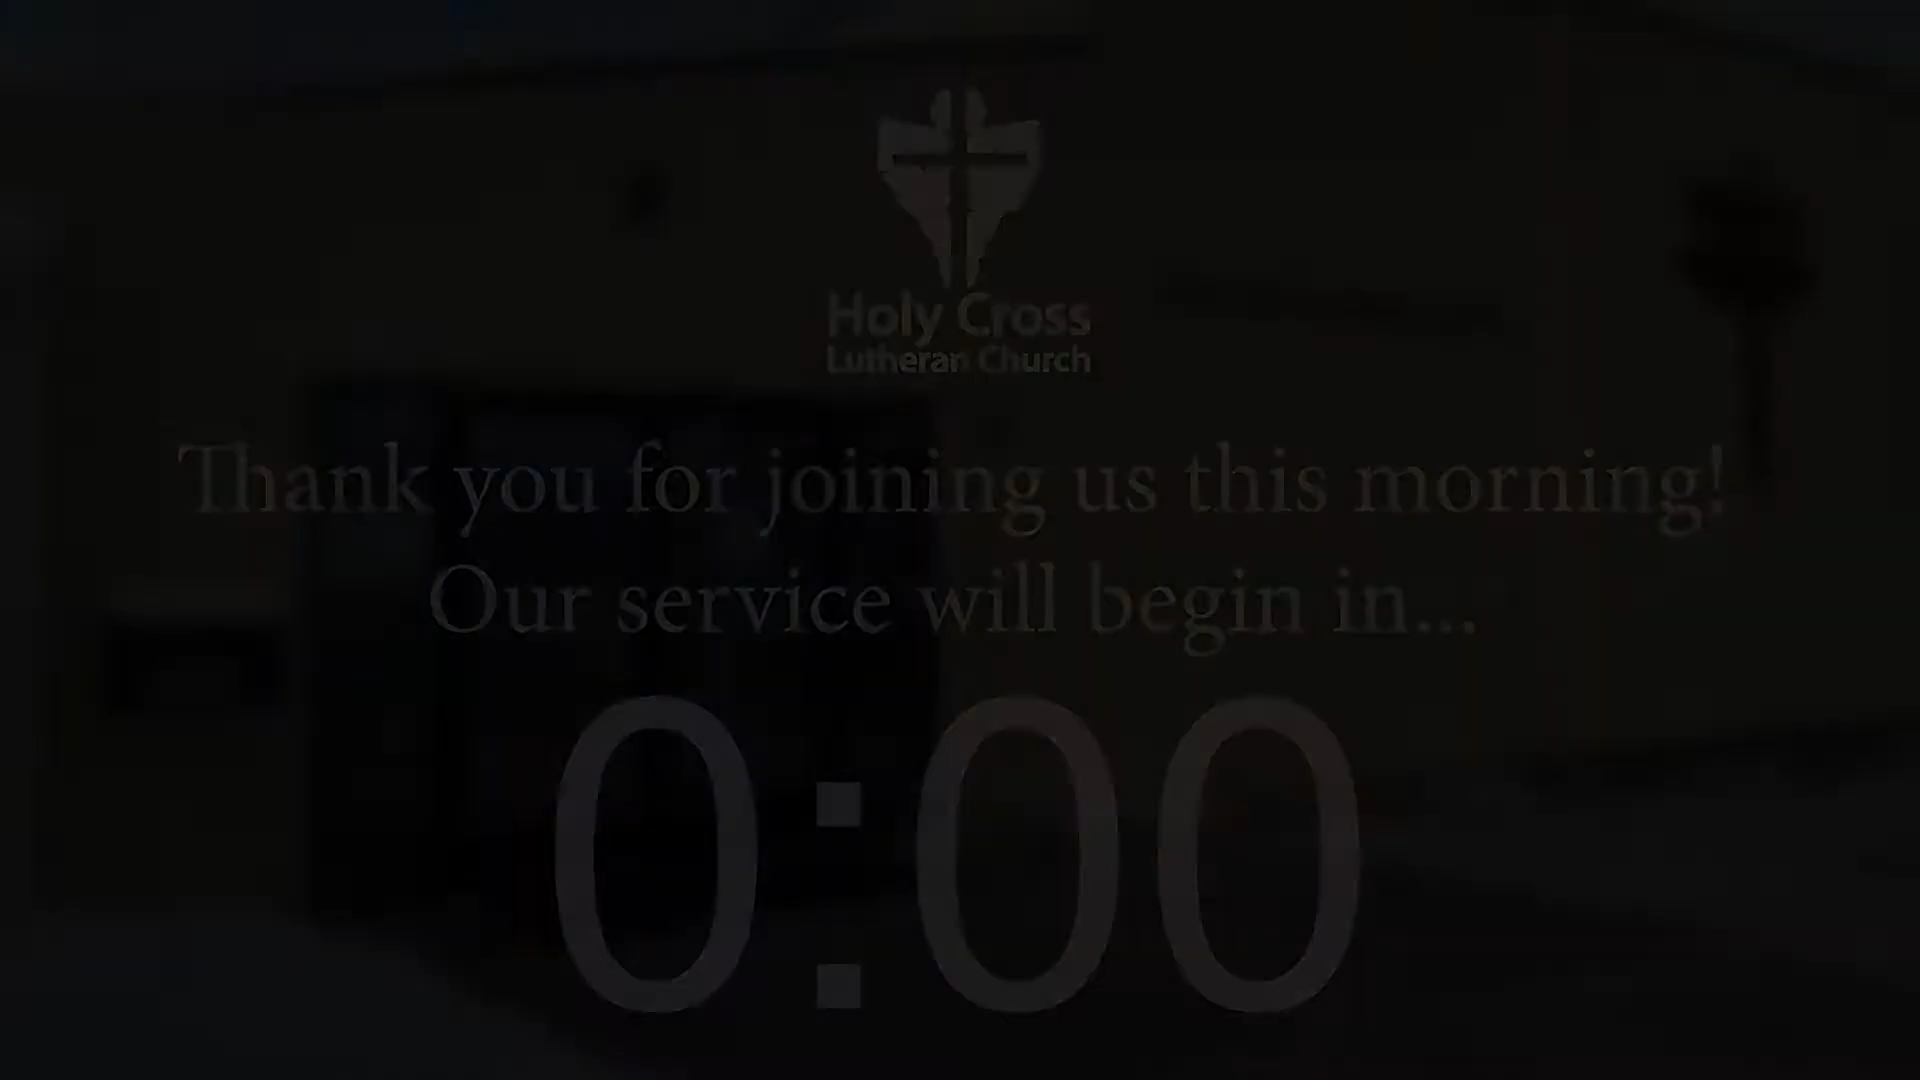 Holy Cross
Lutheran Church
Thank you for joining us this morning!
Our service will begin in...
0:00